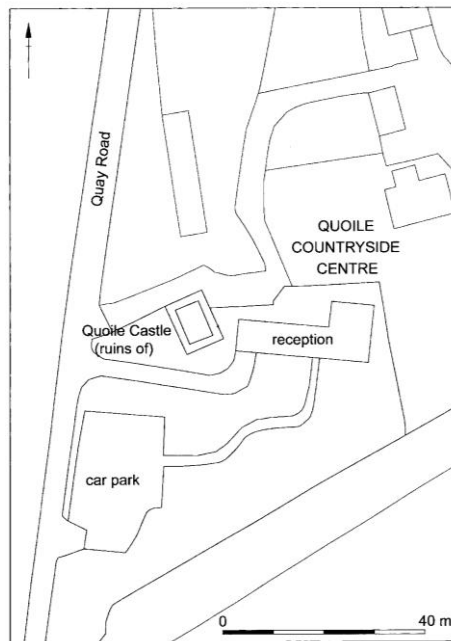 Quay Road
QUOILE
COUNTRYSIDE
CENTRE
Quoile Castle
(ruins of)
reception
car park
0 40 m